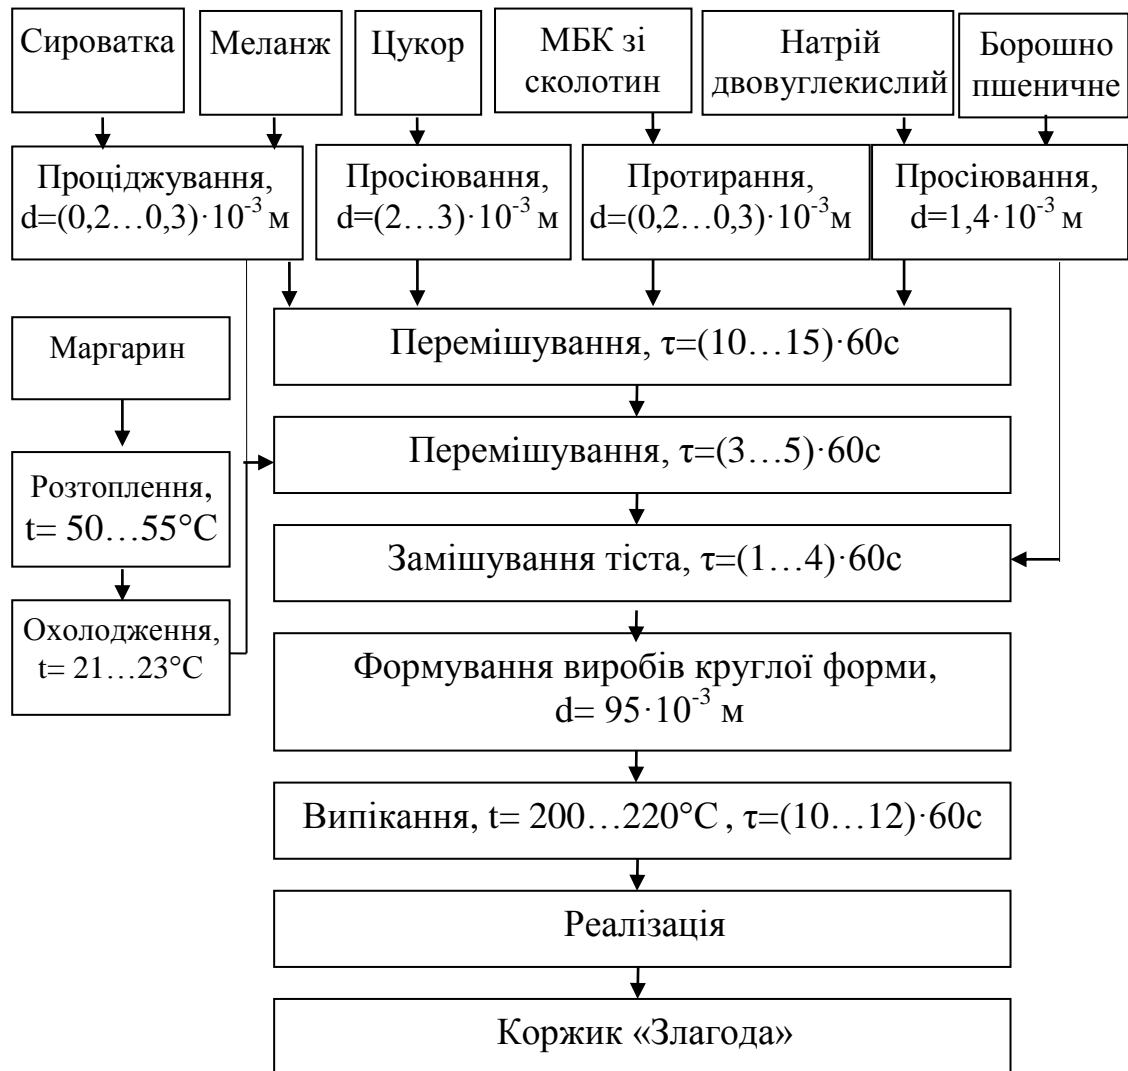 Сироватка
Меланж
Цукор
МБК зі
сколотин
Натрій
двовуглекислий
Борошно
пшеничне
Проціджування,
d=(0,2…0,3)·10⁻³ м
Просіювання,
d=(2…3)·10⁻³ м
Протирання,
d=(0,2…0,3)·10⁻³м
Просіювання,
d=1,4·10⁻³ м
Маргарин
Перемішування, τ=(10…15)·60с
Розтоплення,
t= 50…55°С
Перемішування, τ=(3…5)·60с
Охолодження,
t= 21…23°С
Замішування тіста, τ=(1…4)·60с
Формування виробів круглої форми,
d= 95·10⁻³ м
Випікання, t= 200…220°С , τ=(10…12)·60с
Реалізація
Коржик «Злагода»